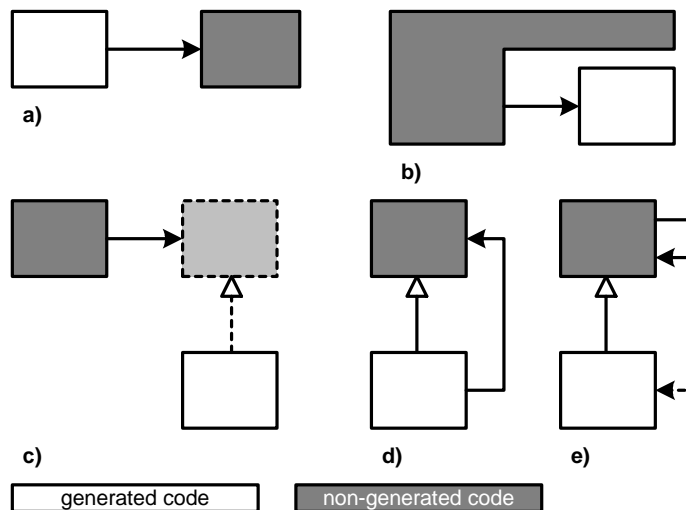 a)
b)
c)
d)
e)
generated code
non-generated code